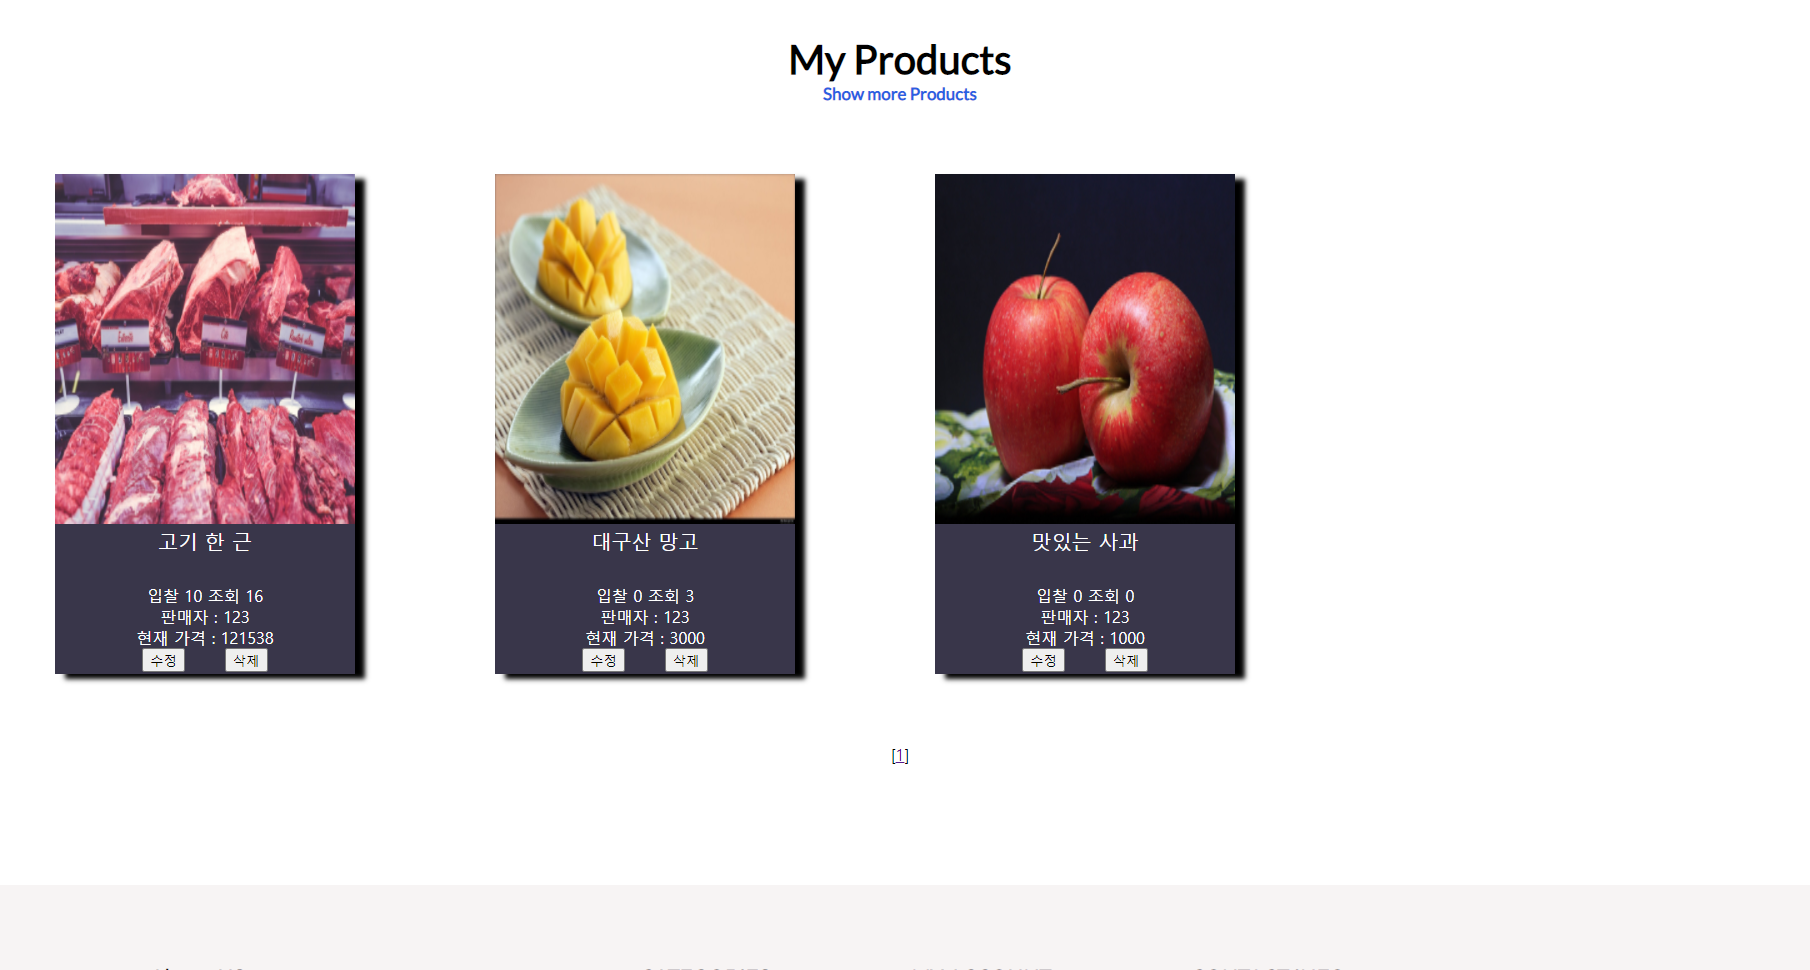 My Products
Show more Products
고기 한 근
입찰 10 조회 16
판매자 : 123
현재 가격 : 121538
수정 삭제
대구산 망고
입찰 0 조회 3
판매자 : 123
현재 가격 : 3000
수정 삭제
맛있는 사과
입찰 0 조회 0
판매자 : 123
현재 가격 : 1000
수정 삭제
[1]